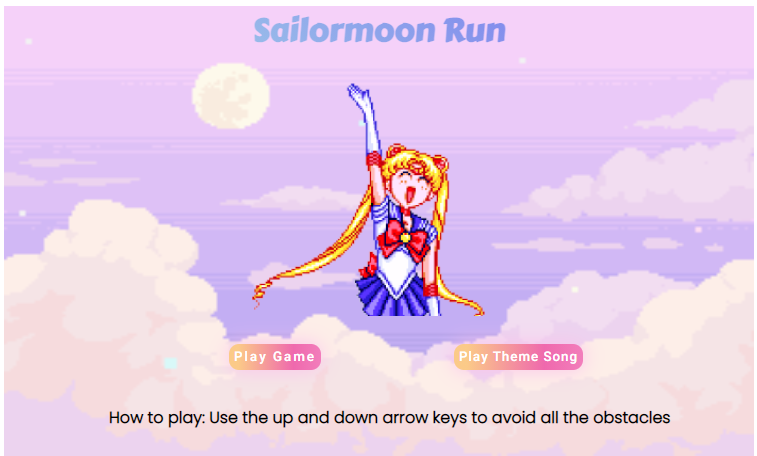 Sailormoon Run
Play Game
Play Theme Song
How to play: Use the up and down arrow keys to avoid all the obstacles